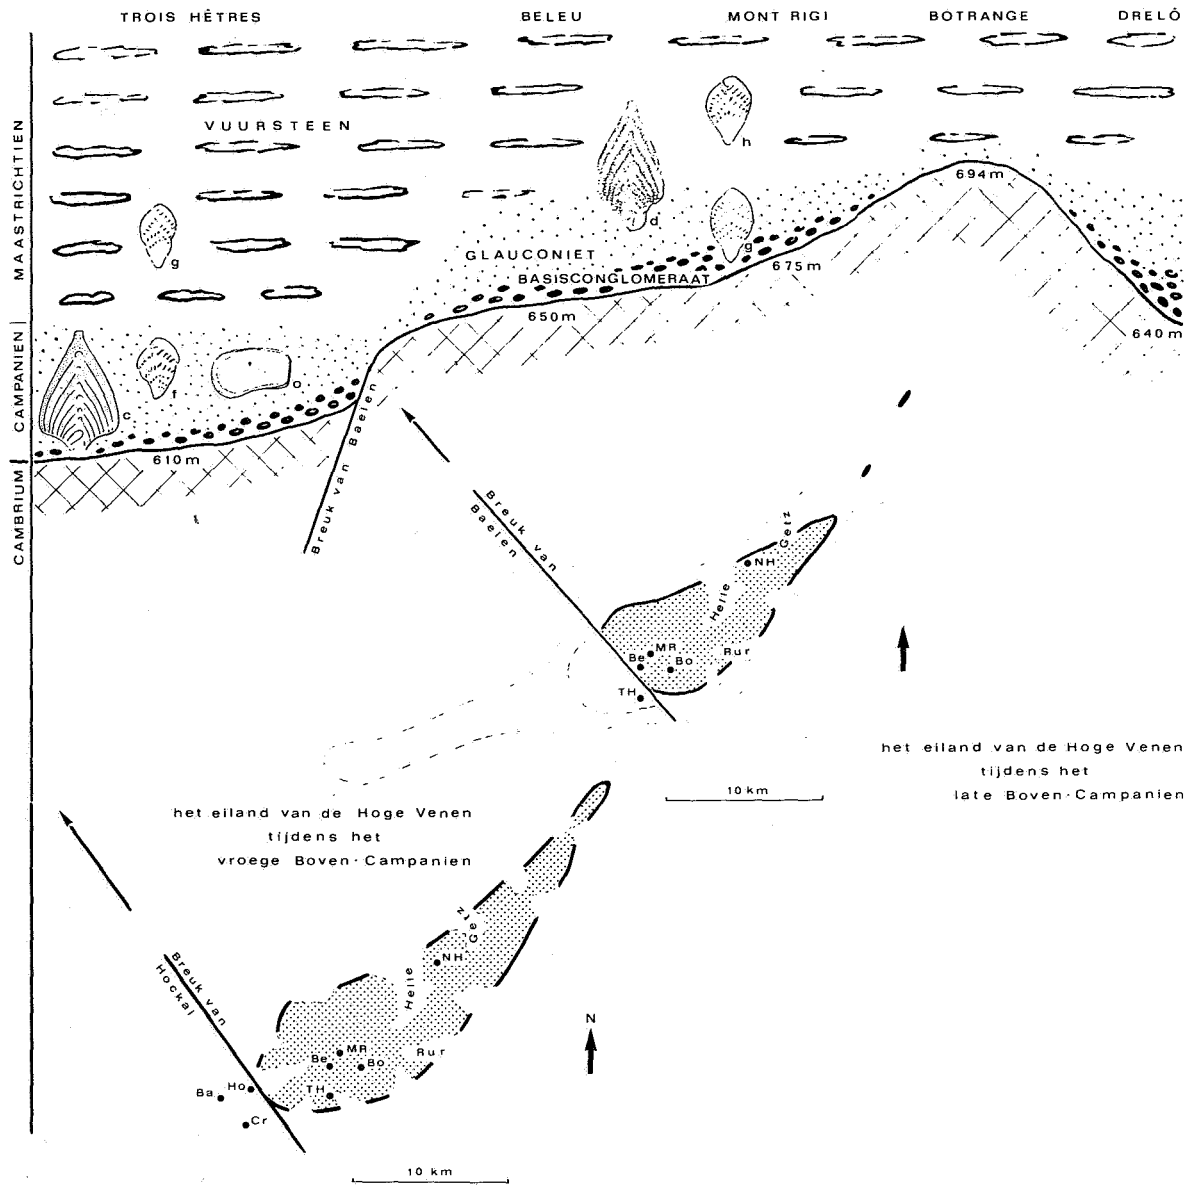 TROIS HÊTRES BELEU MONT RIGI BOTRANGE DRELÔ
VUURSTEEN
MAASTRICHTIEN
CAMPANIEN
CAMBRIUM
h
d
g
g
694m
GLAUCONIET
BASISCONGLOMERAAT
675m
650m
640m
c
f
o
610m
Breuk van Baelen
Breuk van
Baelen
Getz
NH
Helle
MR
Be
Bo
Rur
TH
het eiland van de Hoge Venen
tijdens het
late Boven-Campanien
10 km
het eiland van de Hoge Venen
tijdens het
vroege Boven-Campanien
Breuk van
Hockai
Getz
NH
Helle
MR
Be
Bo
Rur
TH
Ho
Ba
Cr
N
10 km